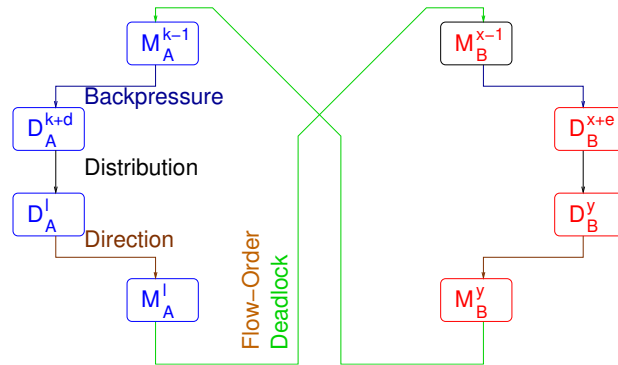 M_A^{k−1}
M_B^{x−1}
Backpressure
D_A^{k+d}
D_B^{x+e}
Distribution
D_A^l
D_B^y
Direction
Flow−Order
Deadlock
M_A^l
M_B^y